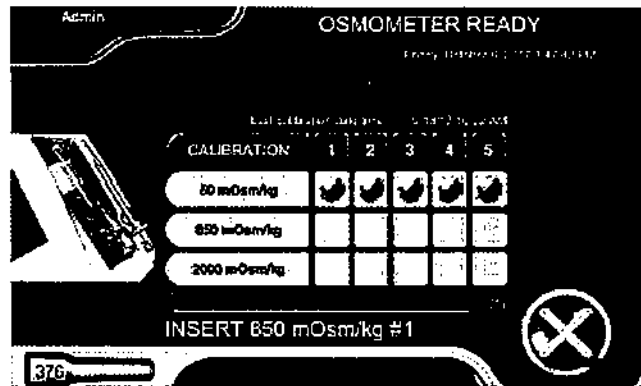 Admin
OSMOMETER READY
CALIBRATION 1 2 3 4 5
50 mOsm/kg
850 mOsm/kg
2000 mOsm/kg
INSERT 850 mOsm/kg #1
376